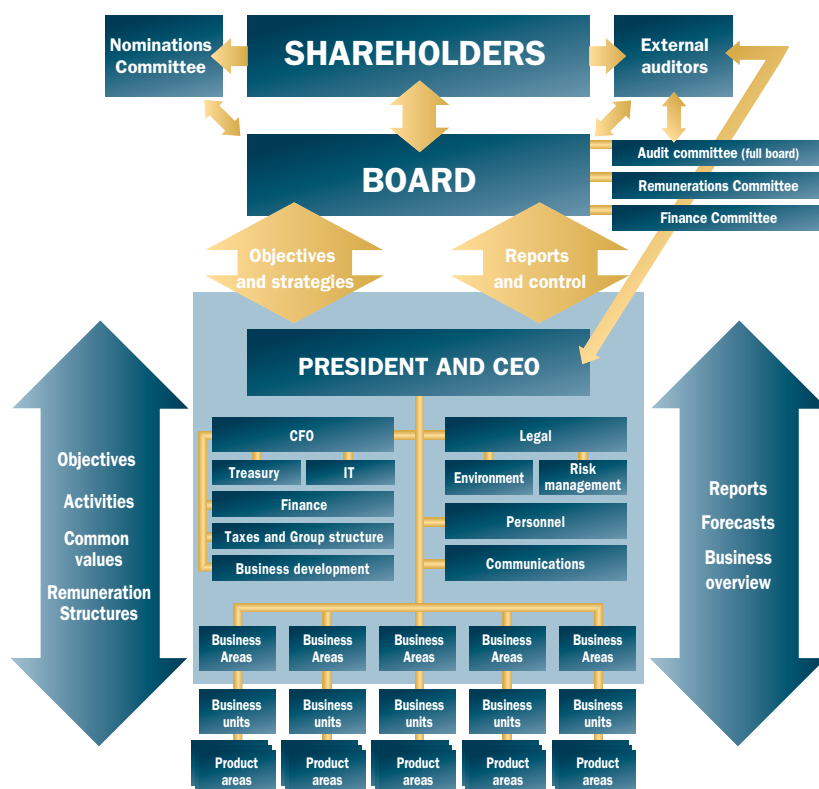 Nominations
Committee
SHAREHOLDERS
External
auditors
BOARD
Audit committee (full board)
Remunerations Committee
Finance Committee
Objectives
and strategies
Reports
and control
PRESIDENT AND CEO
CFO
Legal
Treasury
IT
Environment
Risk
management
Finance
Personnel
Taxes and Group structure
Business development
Communications
Objectives
Activities
Common
values
Remuneration
Structures
Reports
Forecasts
Business
overview
Business
Areas
Business
Areas
Business
Areas
Business
Areas
Business
Areas
Business
units
Business
units
Business
units
Business
units
Business
units
Product
areas
Product
areas
Product
areas
Product
areas
Product
areas